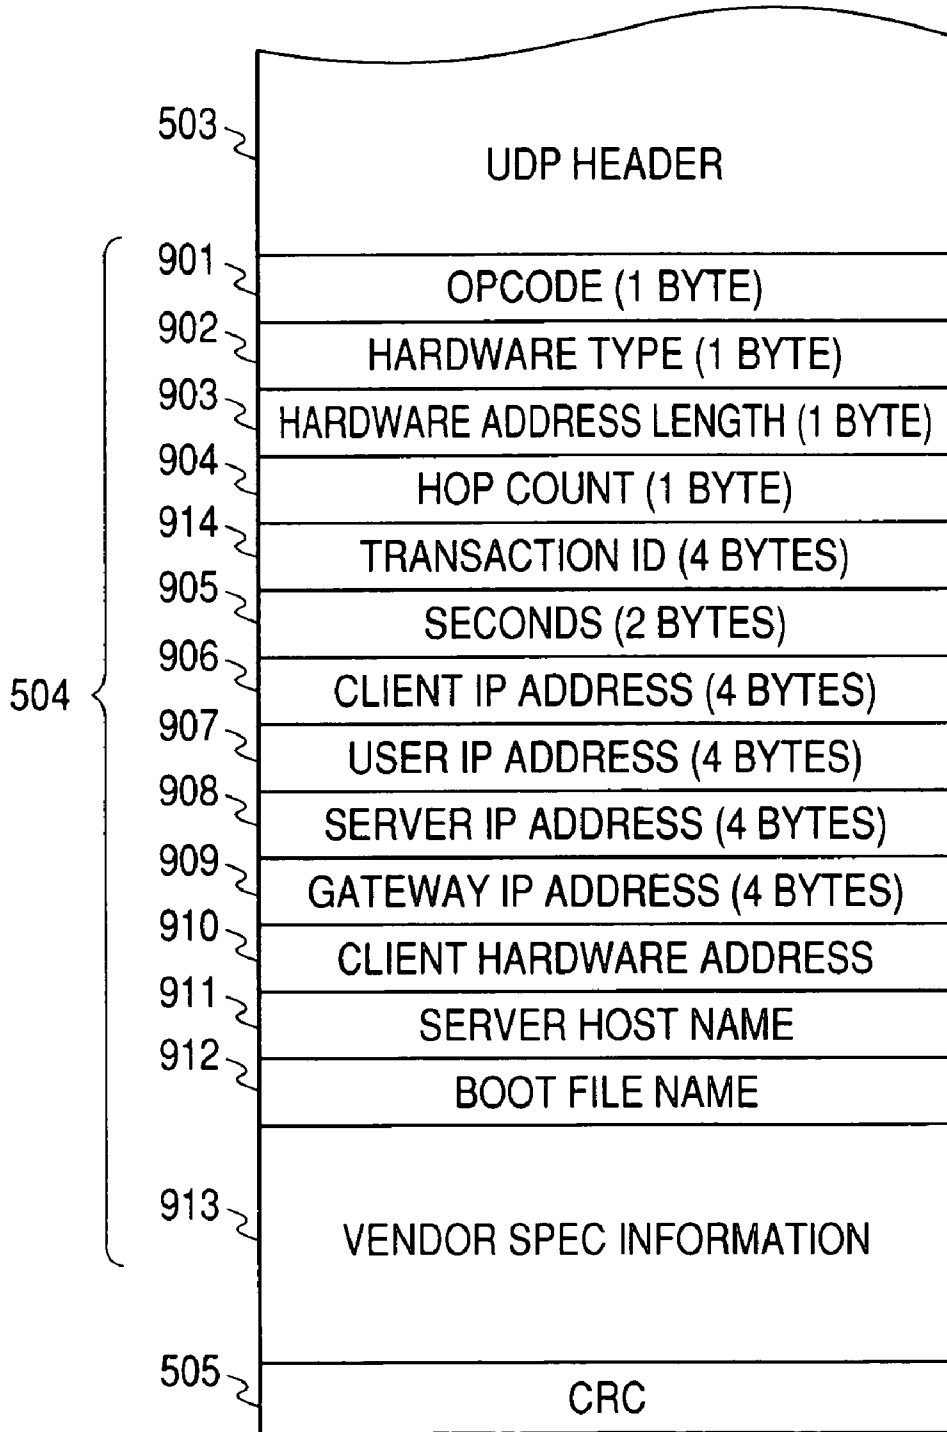 503
UDP HEADER
901
OPCODE (1 BYTE)
902
HARDWARE TYPE (1 BYTE)
903
HARDWARE ADDRESS LENGTH (1 BYTE)
904
HOP COUNT (1 BYTE)
914
TRANSACTION ID (4 BYTES)
905
SECONDS (2 BYTES)
906
504
CLIENT IP ADDRESS (4 BYTES)
907
USER IP ADDRESS (4 BYTES)
908
SERVER IP ADDRESS (4 BYTES)
909
GATEWAY IP ADDRESS (4 BYTES)
910
CLIENT HARDWARE ADDRESS
911
SERVER HOST NAME
912
BOOT FILE NAME
913
VENDOR SPEC INFORMATION
505
CRC